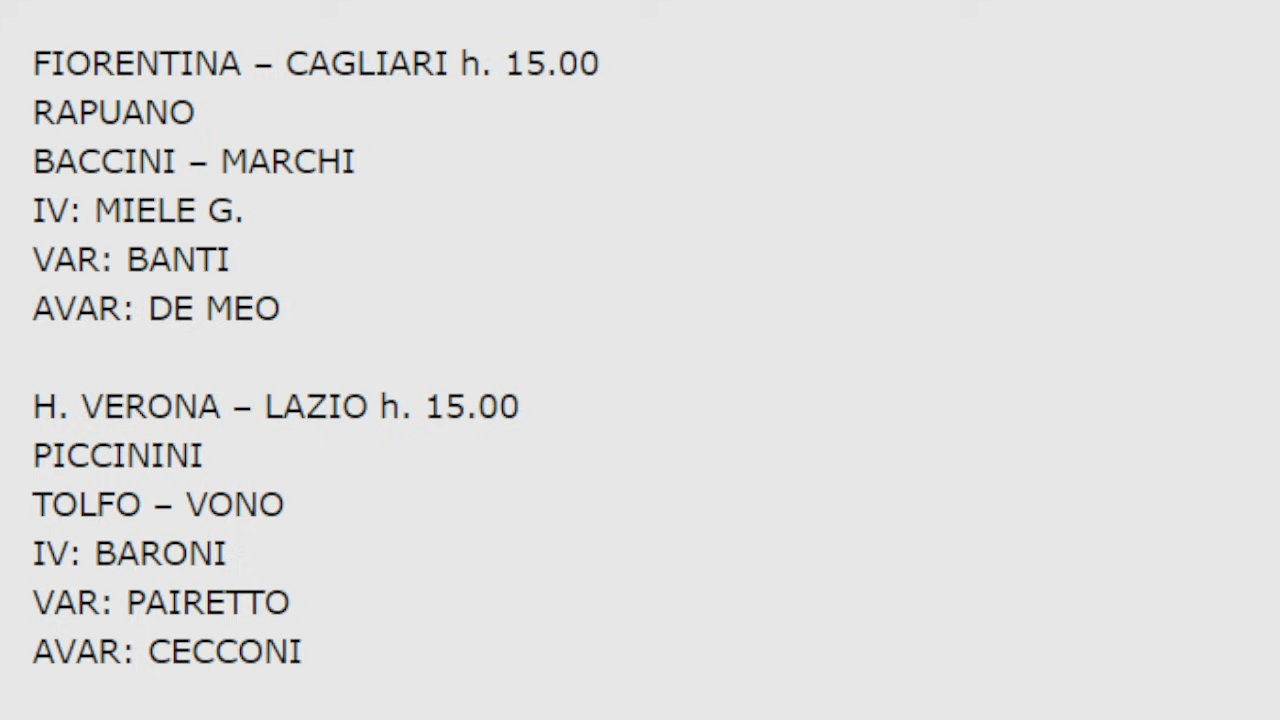 FIORENTINA – CAGLIARI h. 15.00
RAPUANO
BACCINI – MARCHI
IV: MIELE G.
VAR: BANTI
AVAR: DE MEO
H. VERONA – LAZIO h. 15.00
PICCININI
TOLFO – VONO
IV: BARONI
VAR: PAIRETTO
AVAR: CECCONI